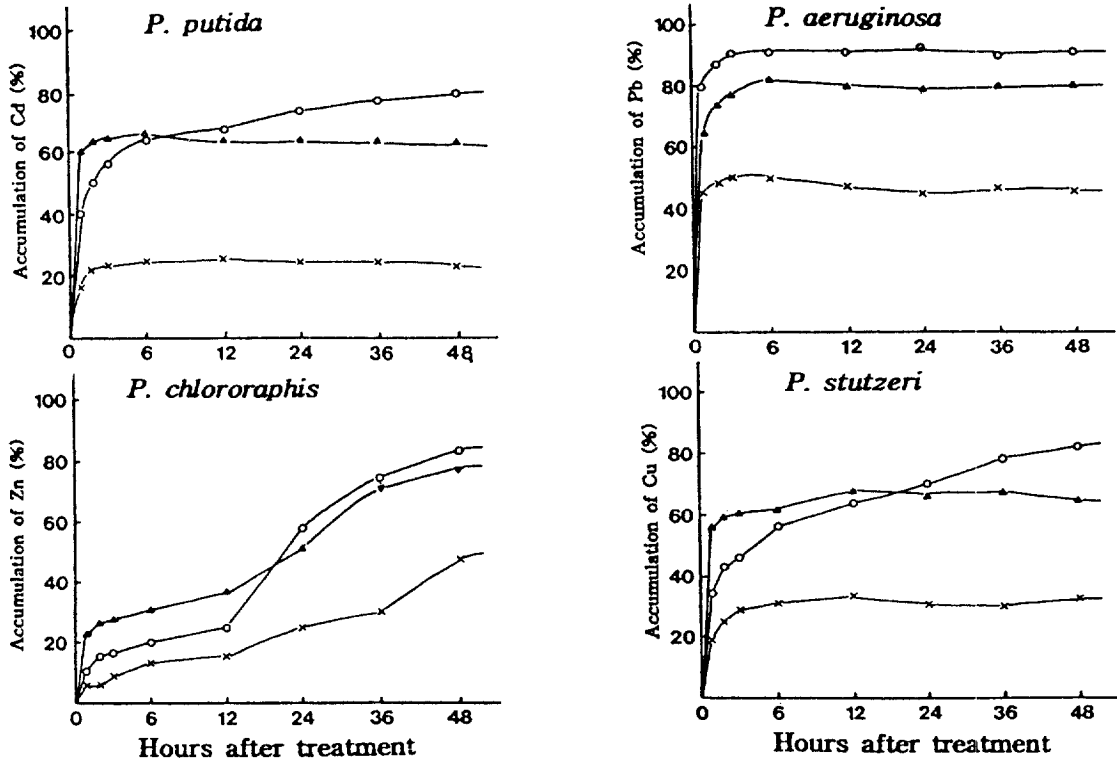 P. putida
Accumulation of Cd (%)
100
80
60
40
20
0 6 12 24 36 48
P. aeruginosa
Accumulation of Pb (%)
100
80
60
40
20
0 6 12 24 36 48
P. chlororaphis
Accumulation of Zn (%)
100
80
60
40
20
0 6 12 24 36 48
Hours after treatment
P. stutzeri
Accumulation of Cu (%)
100
80
60
40
20
0 6 12 24 36 48
Hours after treatment